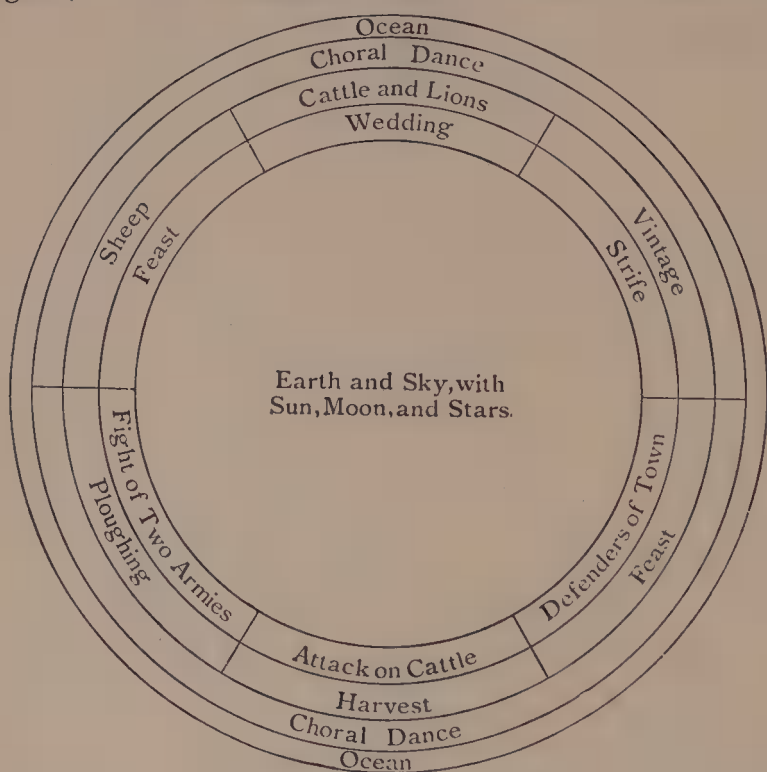 Ocean
Choral Dance
Cattle and Lions
Wedding
Sheep
Feast
Vintage
Strife
Earth and Sky, with
Sun, Moon, and Stars.
Fight of Two Armies
Ploughing
Defenders of Town
Feast
Attack on Cattle
Harvest
Choral Dance
Ocean